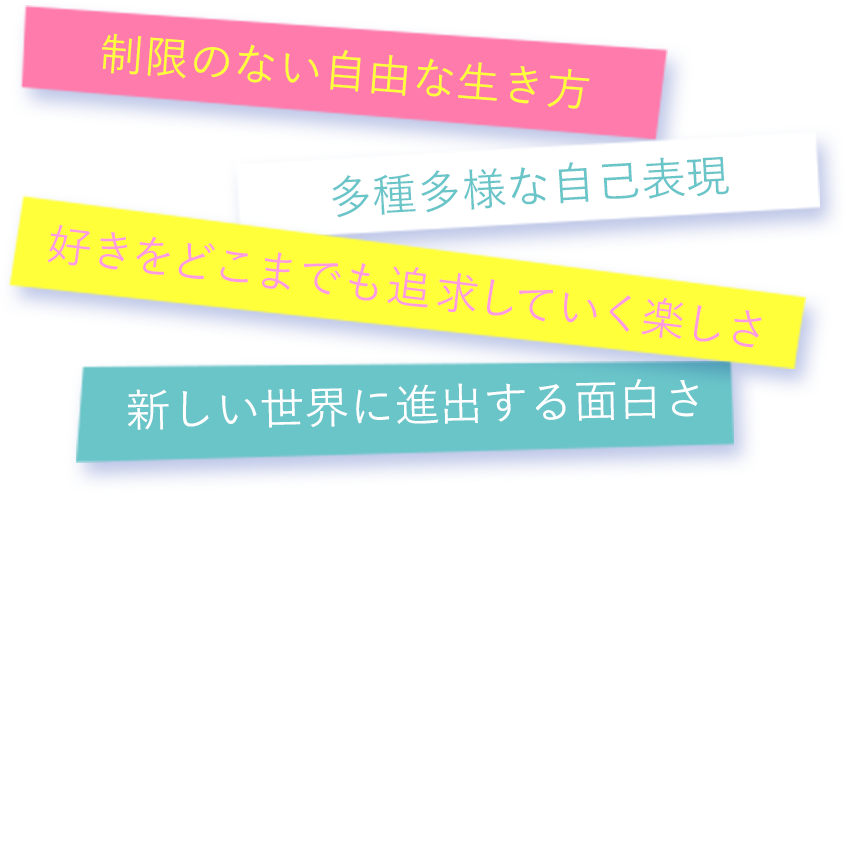 制限のない自由な生き方
多種多様な自己表現
好きをどこまでも追求していく楽しさ
新しい世界に進出する面白さ